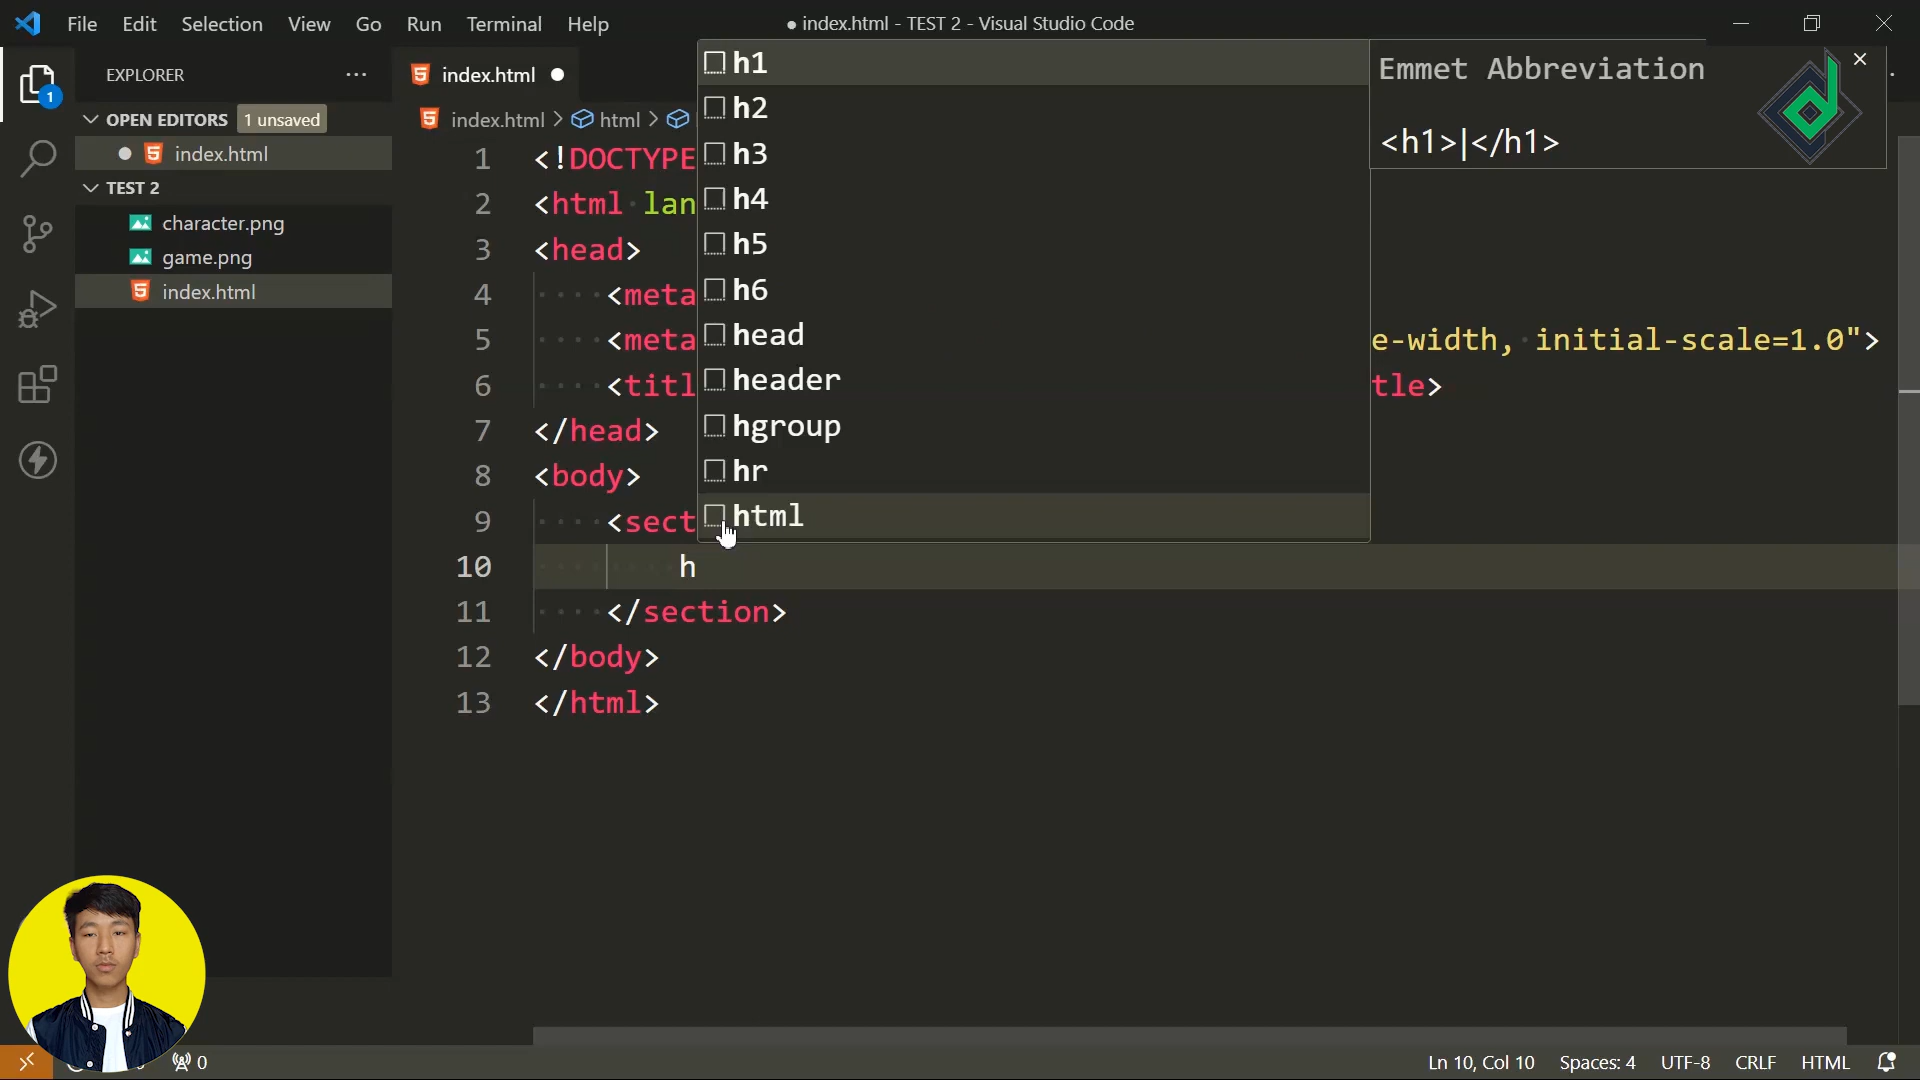 File Edit Selection View Go Run Terminal Help
● index.html - TEST 2 - Visual Studio Code
EXPLORER
1
OPEN EDITORS 1 unsaved
index.html
TEST 2
character.png
game.png
index.html
index.html
index.html > html >
1 <!DOCTYPE
2 <html lan
3 <head>
4 <meta
5 <meta e-width, initial-scale=1.0">
6 <titl tle>
7 </head>
8 <body>
9 <sect
10 h
11 </section>
12 </body>
13 </html>
h1
h2
h3
h4
h5
h6
head
header
hgroup
hr
html
Emmet Abbreviation
<h1>|</h1>
0
Ln 10, Col 10 Spaces: 4 UTF-8 CRLF HTML